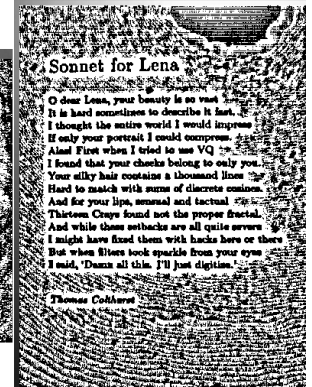 Sonnet for Lena
O dear Lena, your beauty is so vast
It is hard sometimes to describe it fast.
I thought the entire world I would impress
If only your portrait I could compress.
Alas! First when I tried to use VQ
I found that your cheeks belong to only you.
Your silky hair contains a thousand lines
Hard to match with sums of discrete cosines.
And for your lips, sensual and tactual
Thirteen Crays found not the proper fractal.
And while these setbacks are all quite severe
I might have fixed them with hacks here or there
But when filters took sparkle from your eyes
I said, 'Damn all this. I'll just digitize.'
Thomas Colthurst